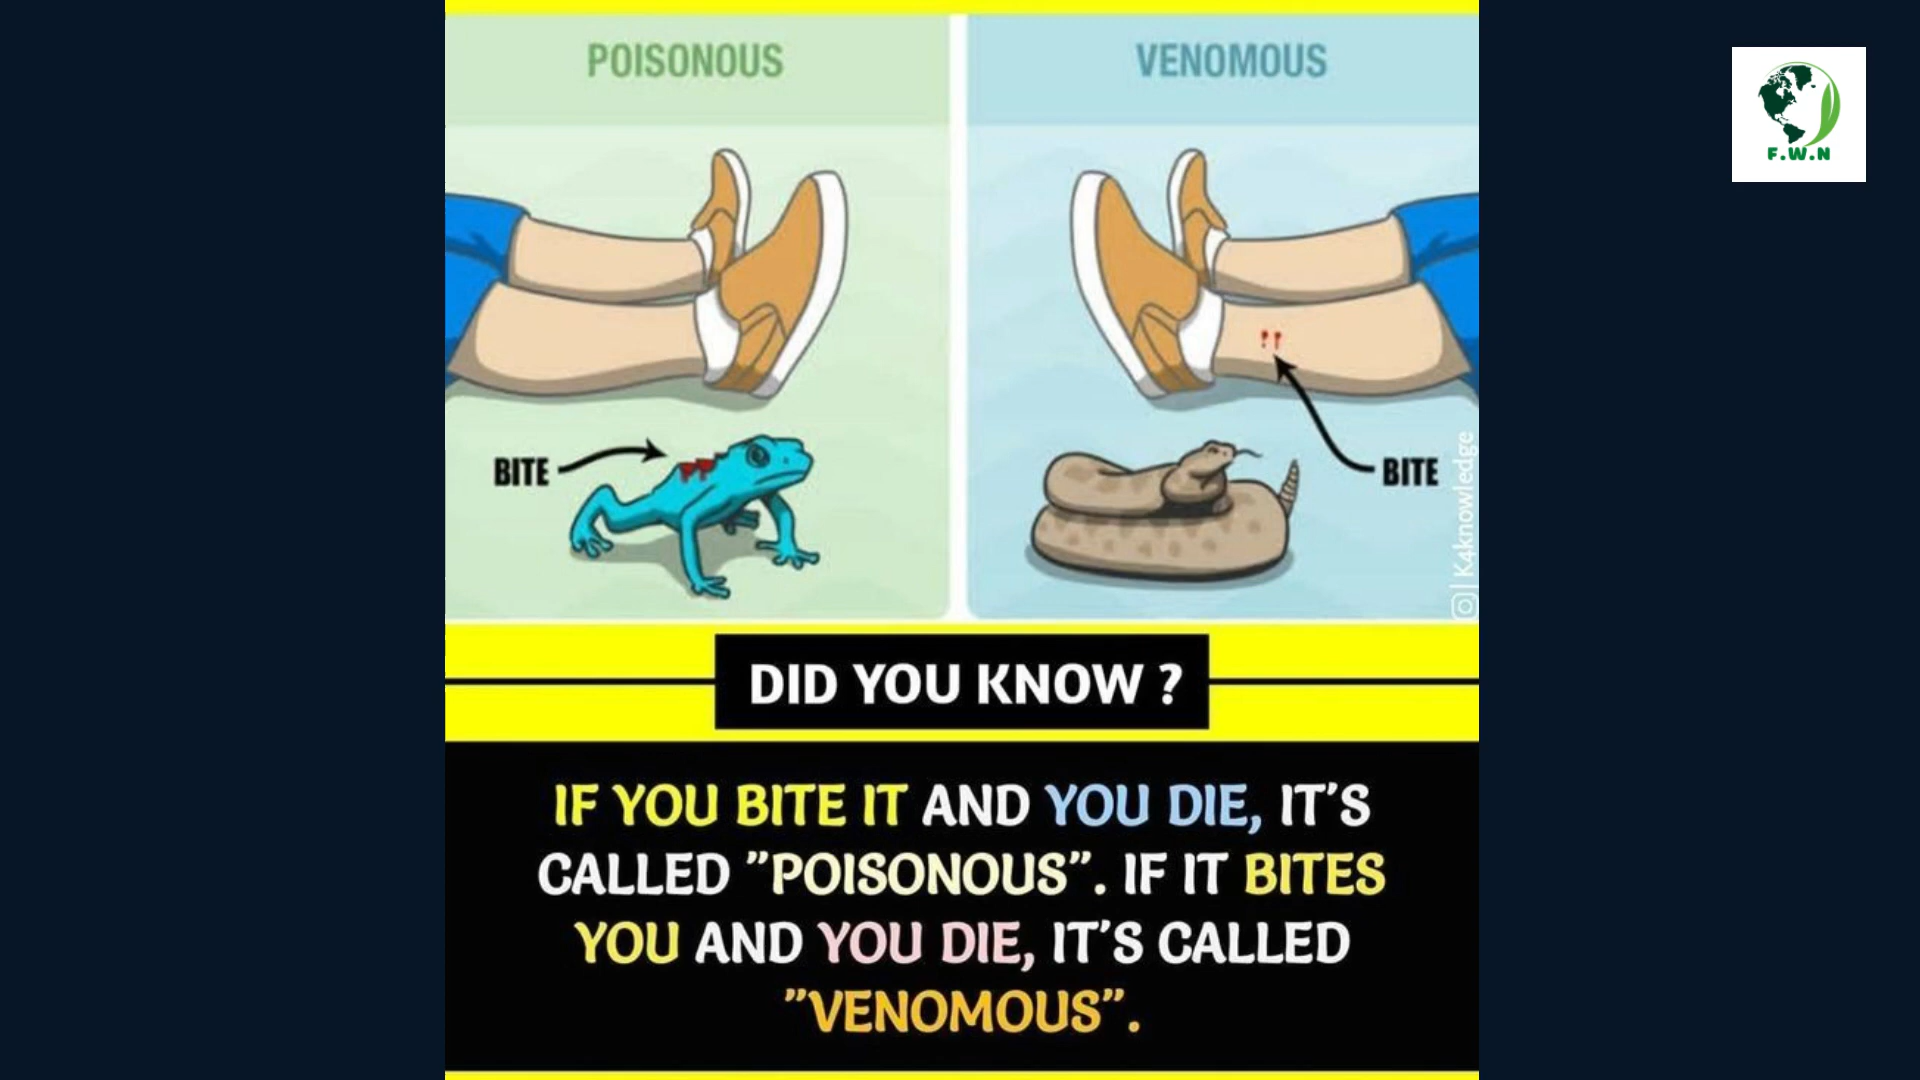 POISONOUS
VENOMOUS
F.W.N
BITE
BITE
K4knowledge
DID YOU KNOW ?
IF YOU BITE IT AND YOU DIE, IT'S
CALLED "POISONOUS". IF IT BITES
YOU AND YOU DIE, IT'S CALLED
"VENOMOUS".